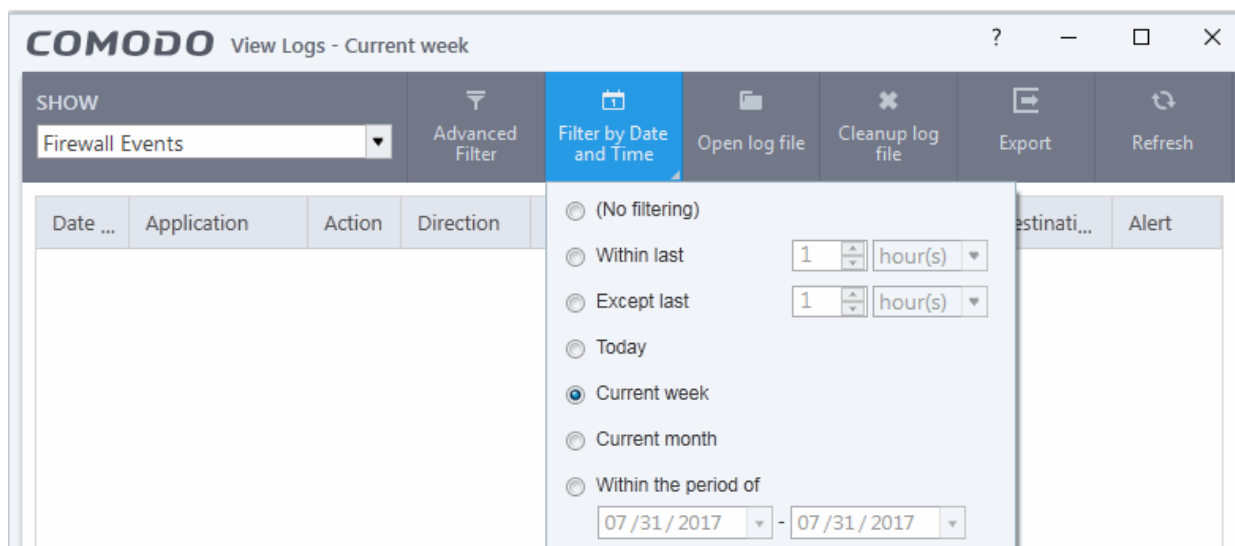 COMODO View Logs - Current week ?
SHOW
Firewall Events
Advanced Filter
Filter by Date and Time
Open log file
Cleanup log file
Export
Refresh
Date ... Application Action Direction estinati... Alert
(No filtering)
Within last 1 hour(s)
Except last 1 hour(s)
Today
Current week
Current month
Within the period of
07/31/2017 - 07/31/2017